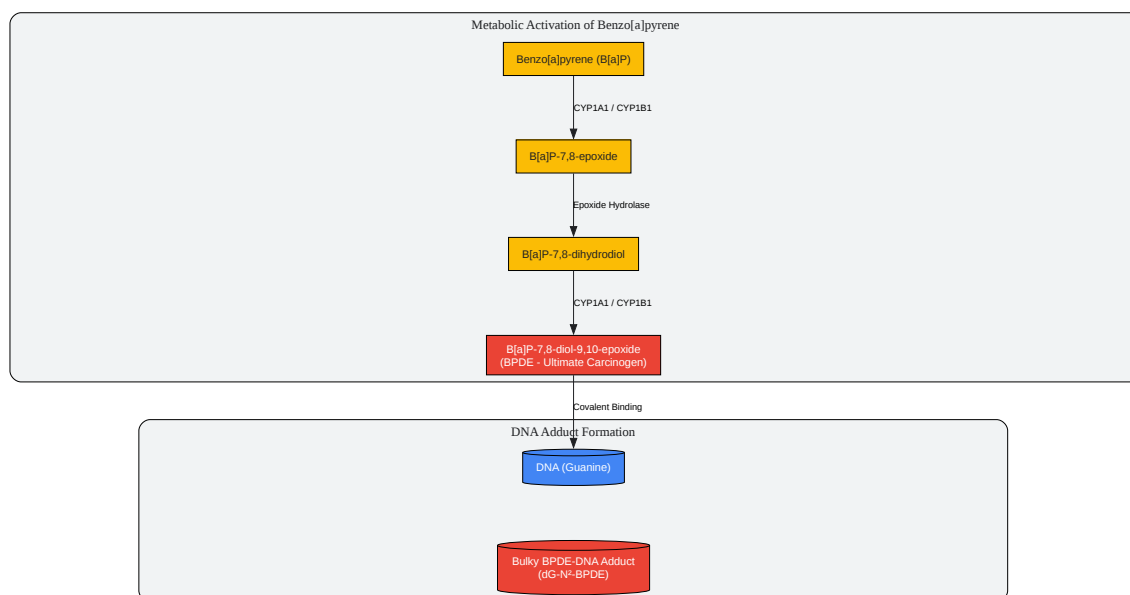 Metabolic Activation of Benzo[a]pyrene
Benzo[a]pyrene (B[a]P)
CYP1A1 / CYP1B1
B[a]P-7,8-epoxide
Epoxide Hydrolase
B[a]P-7,8-dihydrodiol
CYP1A1 / CYP1B1
B[a]P-7,8-diol-9,10-epoxide
(BPDE - Ultimate Carcinogen)
Covalent Binding
DNA Adduct Formation
DNA (Guanine)
Bulky BPDE-DNA Adduct
(dG-N²-BPDE)